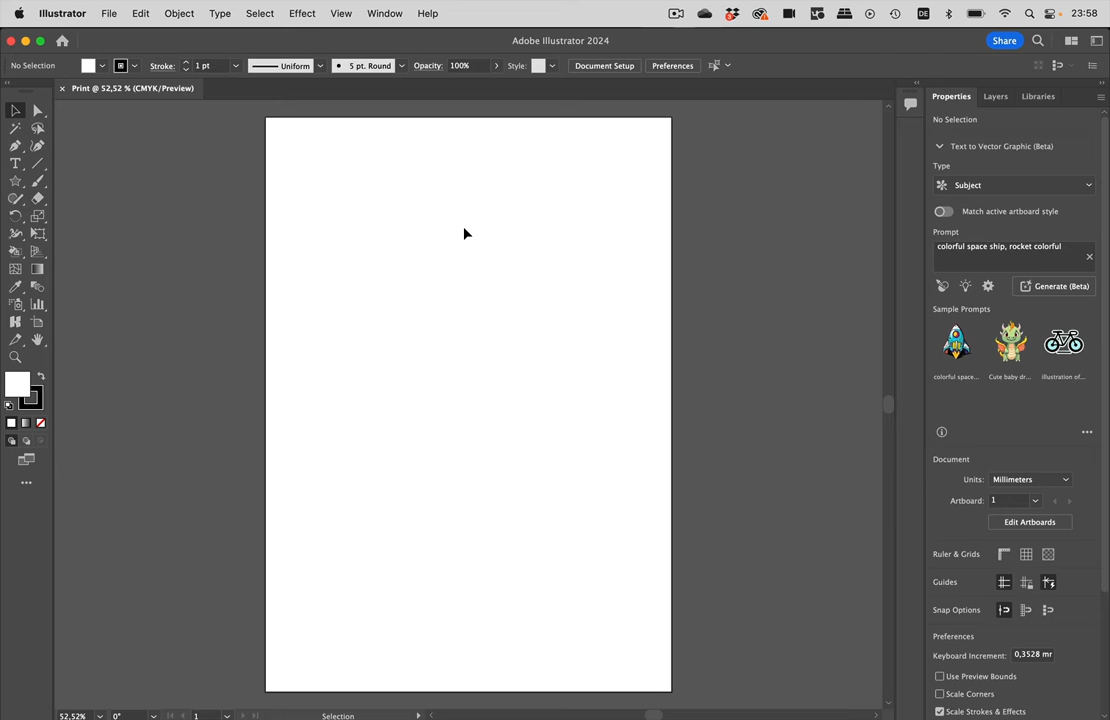 Illustrator File Edit Object Type Select Effect View Window Help DE 23:58
Adobe Illustrator 2024 Share
No Selection Stroke: 1 pt Uniform 5 pt. Round Opacity: 100% Style: Document Setup Preferences
Print @ 52,52 % (CMYK/Preview)
Properties Layers Libraries
No Selection
Text to Vector Graphic (Beta)
Type
Subject
Match active artboard style
Prompt
colorful space ship, rocket colorful
Generate (Beta)
Sample Prompts
colorful space... Cute baby dr... illustration of...
Document
Units: Millimeters
Artboard: 1
Edit Artboards
Ruler & Grids
Guides
Snap Options
Preferences
Keyboard Increment: 0,3528 mr
Use Preview Bounds
Scale Corners
Scale Strokes & Effects
52,52% 0° 1 Selection